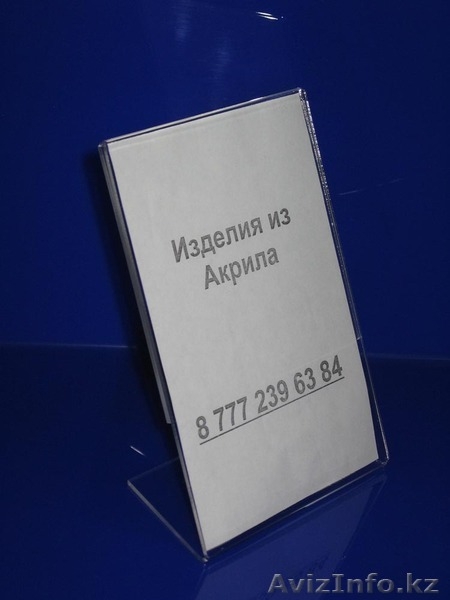 Изделия из
Акрила
8 777 239 63 84
AvizInfo.kz